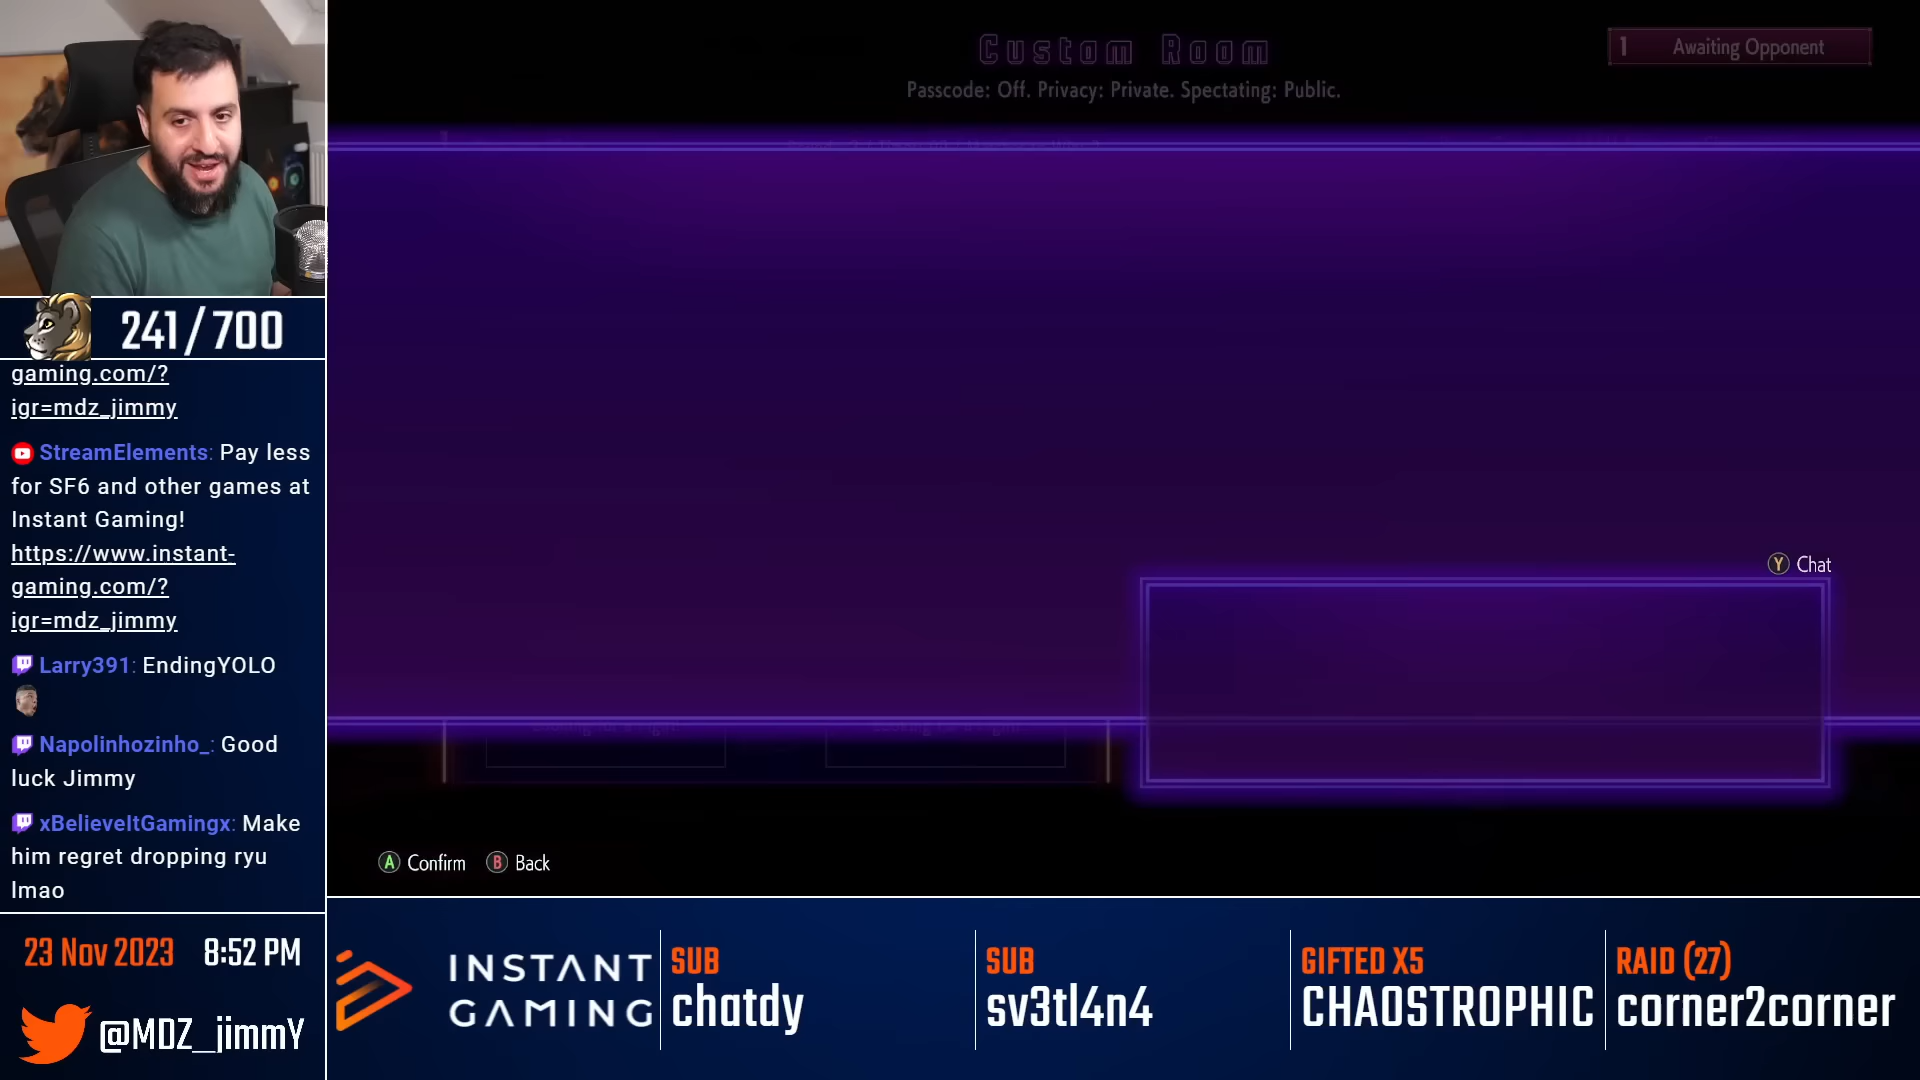 Custom Room
Passcode: Off. Privacy: Private. Spectating: Public.
1 Awaiting Opponent
241/700
gaming.com/?
igr=mdz_jimmy
StreamElements: Pay less
for SF6 and other games at
Instant Gaming!
https://www.instant-
gaming.com/?
igr=mdz_jimmy
Larry391: EndingYOLO
Napolinhozinho_: Good
luck Jimmy
xBelieveItGamingx: Make
him regret dropping ryu
lmao
Y Chat
A Confirm B Back
23 Nov 2023 8:52 PM
@MDZ_jimmY
INSTANT
GAMING
SUB
chatdy
SUB
sv3tl4n4
GIFTED X5
CHAOSTROPHIC
RAID (27)
corner2corner